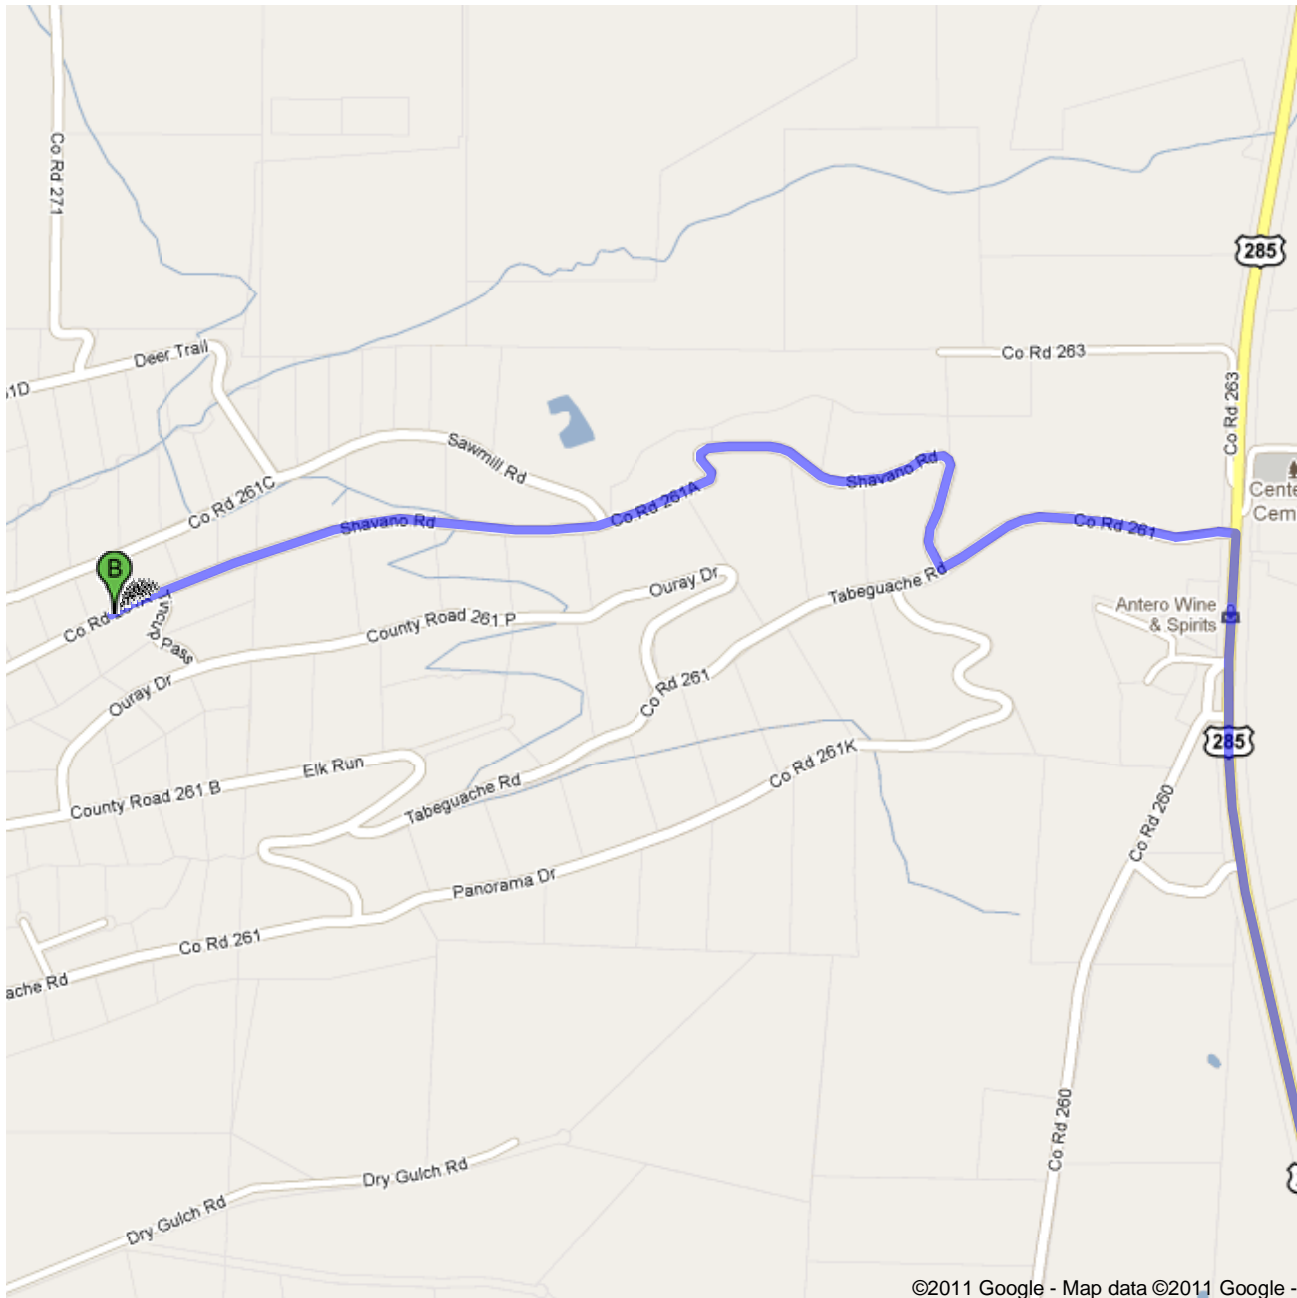 Co Rd 271
285
Deer Trail
Co Rd 263
Co Rd 263
Sawmill Rd
Shavano Rd
Co Rd 261C
Co Rd 261A
Shavano Rd
Co Rd 261
B
Ouray Dr
Tabeguache Rd
Antero Wine
& Spirits
County Road 261 P
Co Rd
Pass
Ouray Dr
Co Rd 261
285
Elk Run
County Road 261 B
Tabeguache Rd
Co Rd 261K
Co Rd 260
Panorama Dr
Co Rd 261
ache Rd
Co Rd 260
Dry Gulch Rd
Dry Gulch Rd
©2011 Google - Map data ©2011 Google -